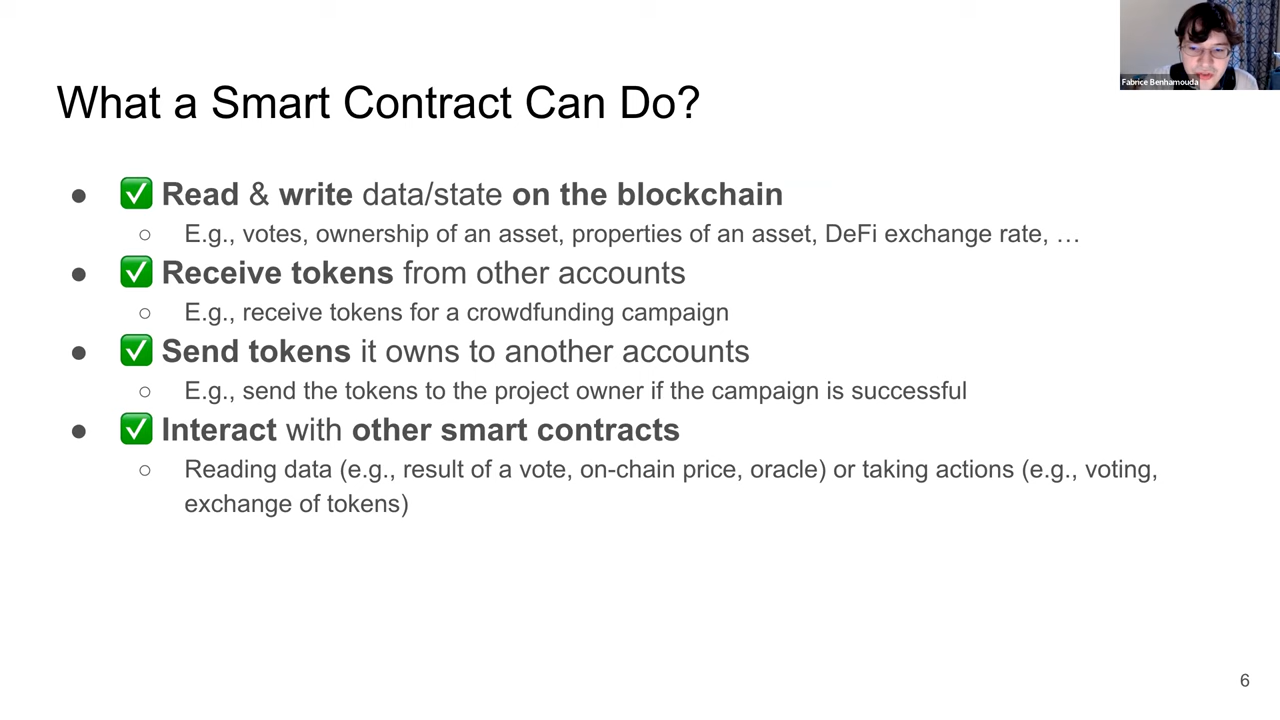 Fabrice Benhamouda
What a Smart Contract Can Do?
● ✅ Read & write data/state on the blockchain
○ E.g., votes, ownership of an asset, properties of an asset, DeFi exchange rate, …
● ✅ Receive tokens from other accounts
○ E.g., receive tokens for a crowdfunding campaign
● ✅ Send tokens it owns to another accounts
○ E.g., send the tokens to the project owner if the campaign is successful
● ✅ Interact with other smart contracts
○ Reading data (e.g., result of a vote, on-chain price, oracle) or taking actions (e.g., voting,
exchange of tokens)
6